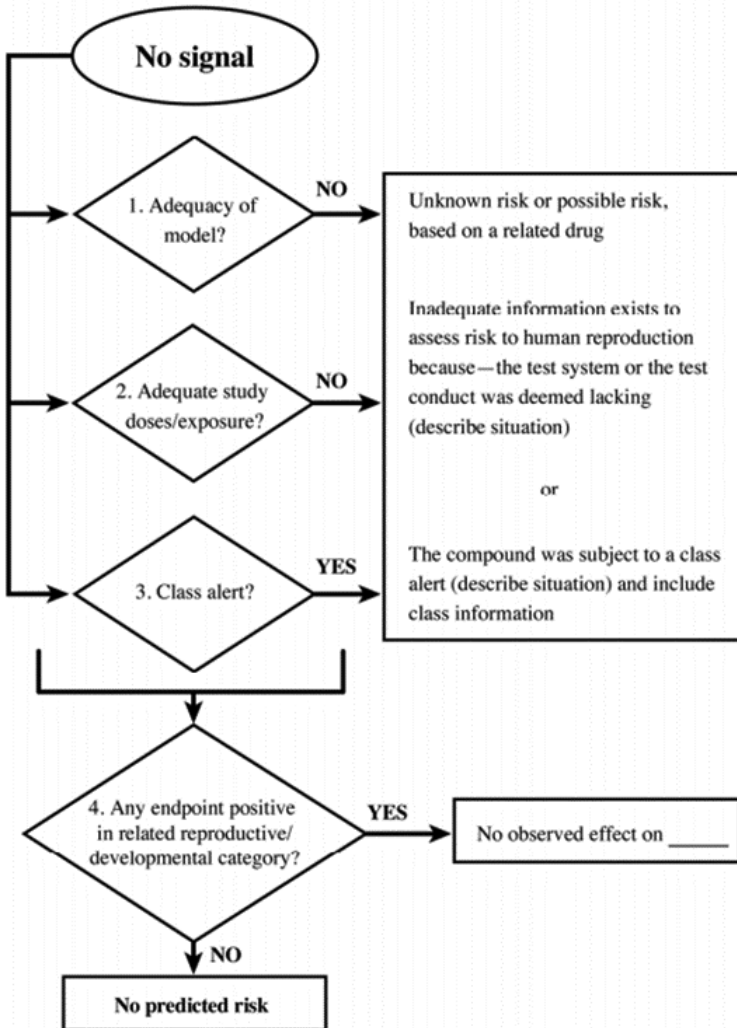 No signal
1. Adequacy of
model?
NO
2. Adequate study
doses/exposure?
NO
3. Class alert?
YES
Unknown risk or possible risk,
based on a related drug
Inadequate information exists to
assess risk to human reproduction
because—the test system or the test
conduct was deemed lacking
(describe situation)
or
The compound was subject to a class
alert (describe situation) and include
class information
4. Any endpoint positive
in related reproductive/
developmental category?
YES
No observed effect on _____
NO
No predicted risk